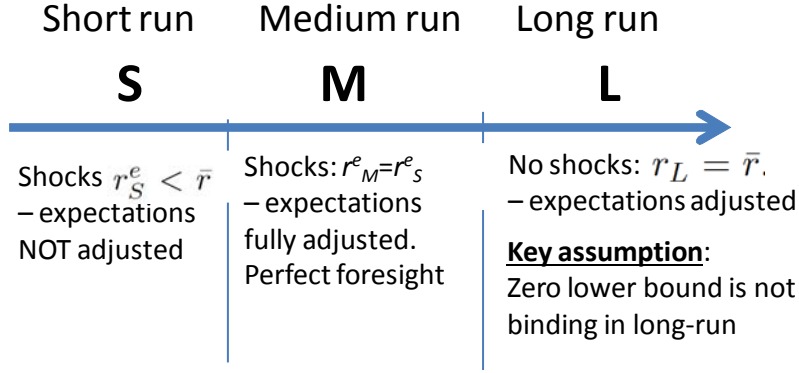 Short run Medium run Long run
S M L
Shocks r^e_S < r̄
– expectations
NOT adjusted
Shocks: r^e_M=r^e_S
– expectations
fully adjusted.
Perfect foresight
No shocks: r_L = r̄.
– expectations adjusted
Key assumption:
Zero lower bound is not
binding in long-run